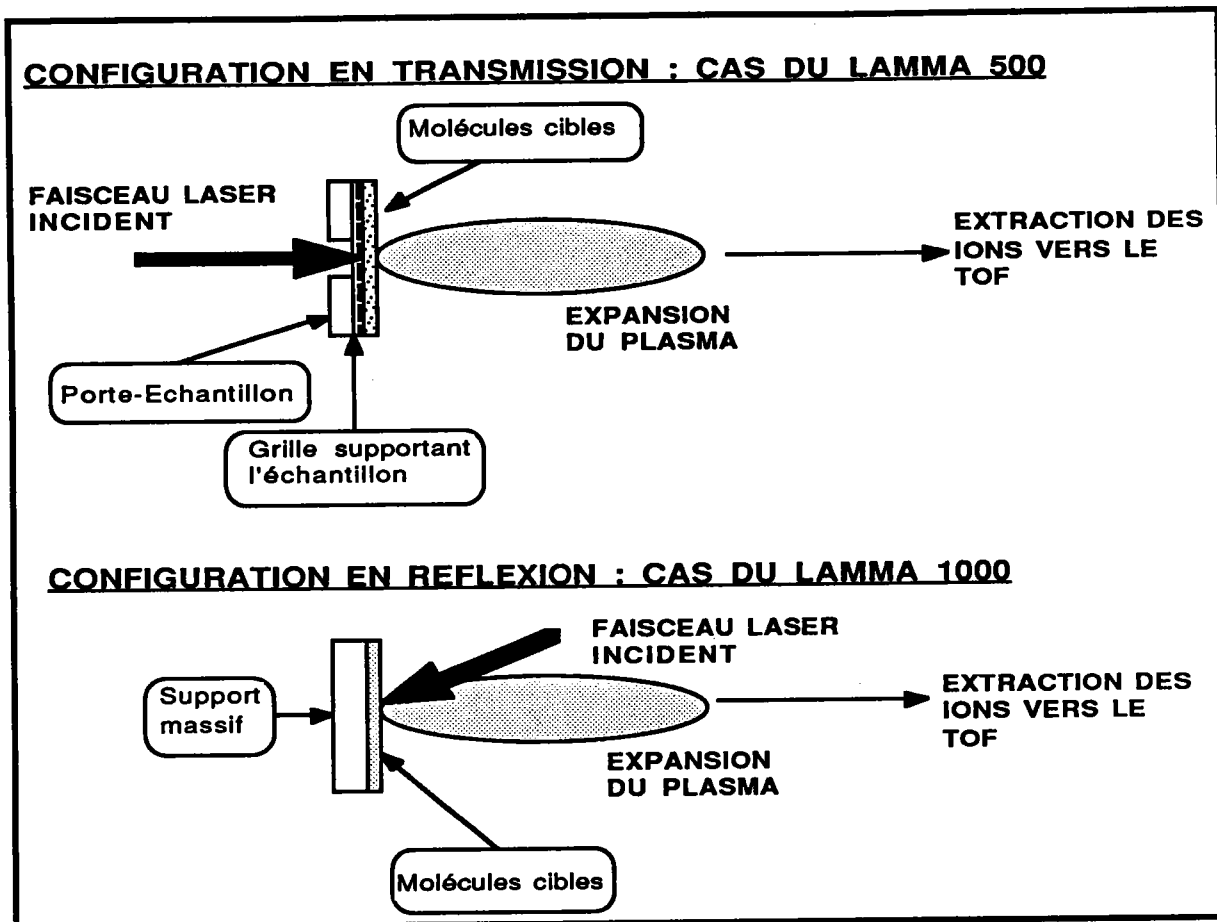 CONFIGURATION EN TRANSMISSION : CAS DU LAMMA 500
Molécules cibles
FAISCEAU LASER
INCIDENT
EXTRACTION DES
IONS VERS LE
TOF
EXPANSION
DU PLASMA
Porte-Echantillon
Grille supportant
l'échantillon
CONFIGURATION EN REFLEXION : CAS DU LAMMA 1000
FAISCEAU LASER
INCIDENT
Support
massif
EXTRACTION DES
IONS VERS LE
TOF
EXPANSION
DU PLASMA
Molécules cibles